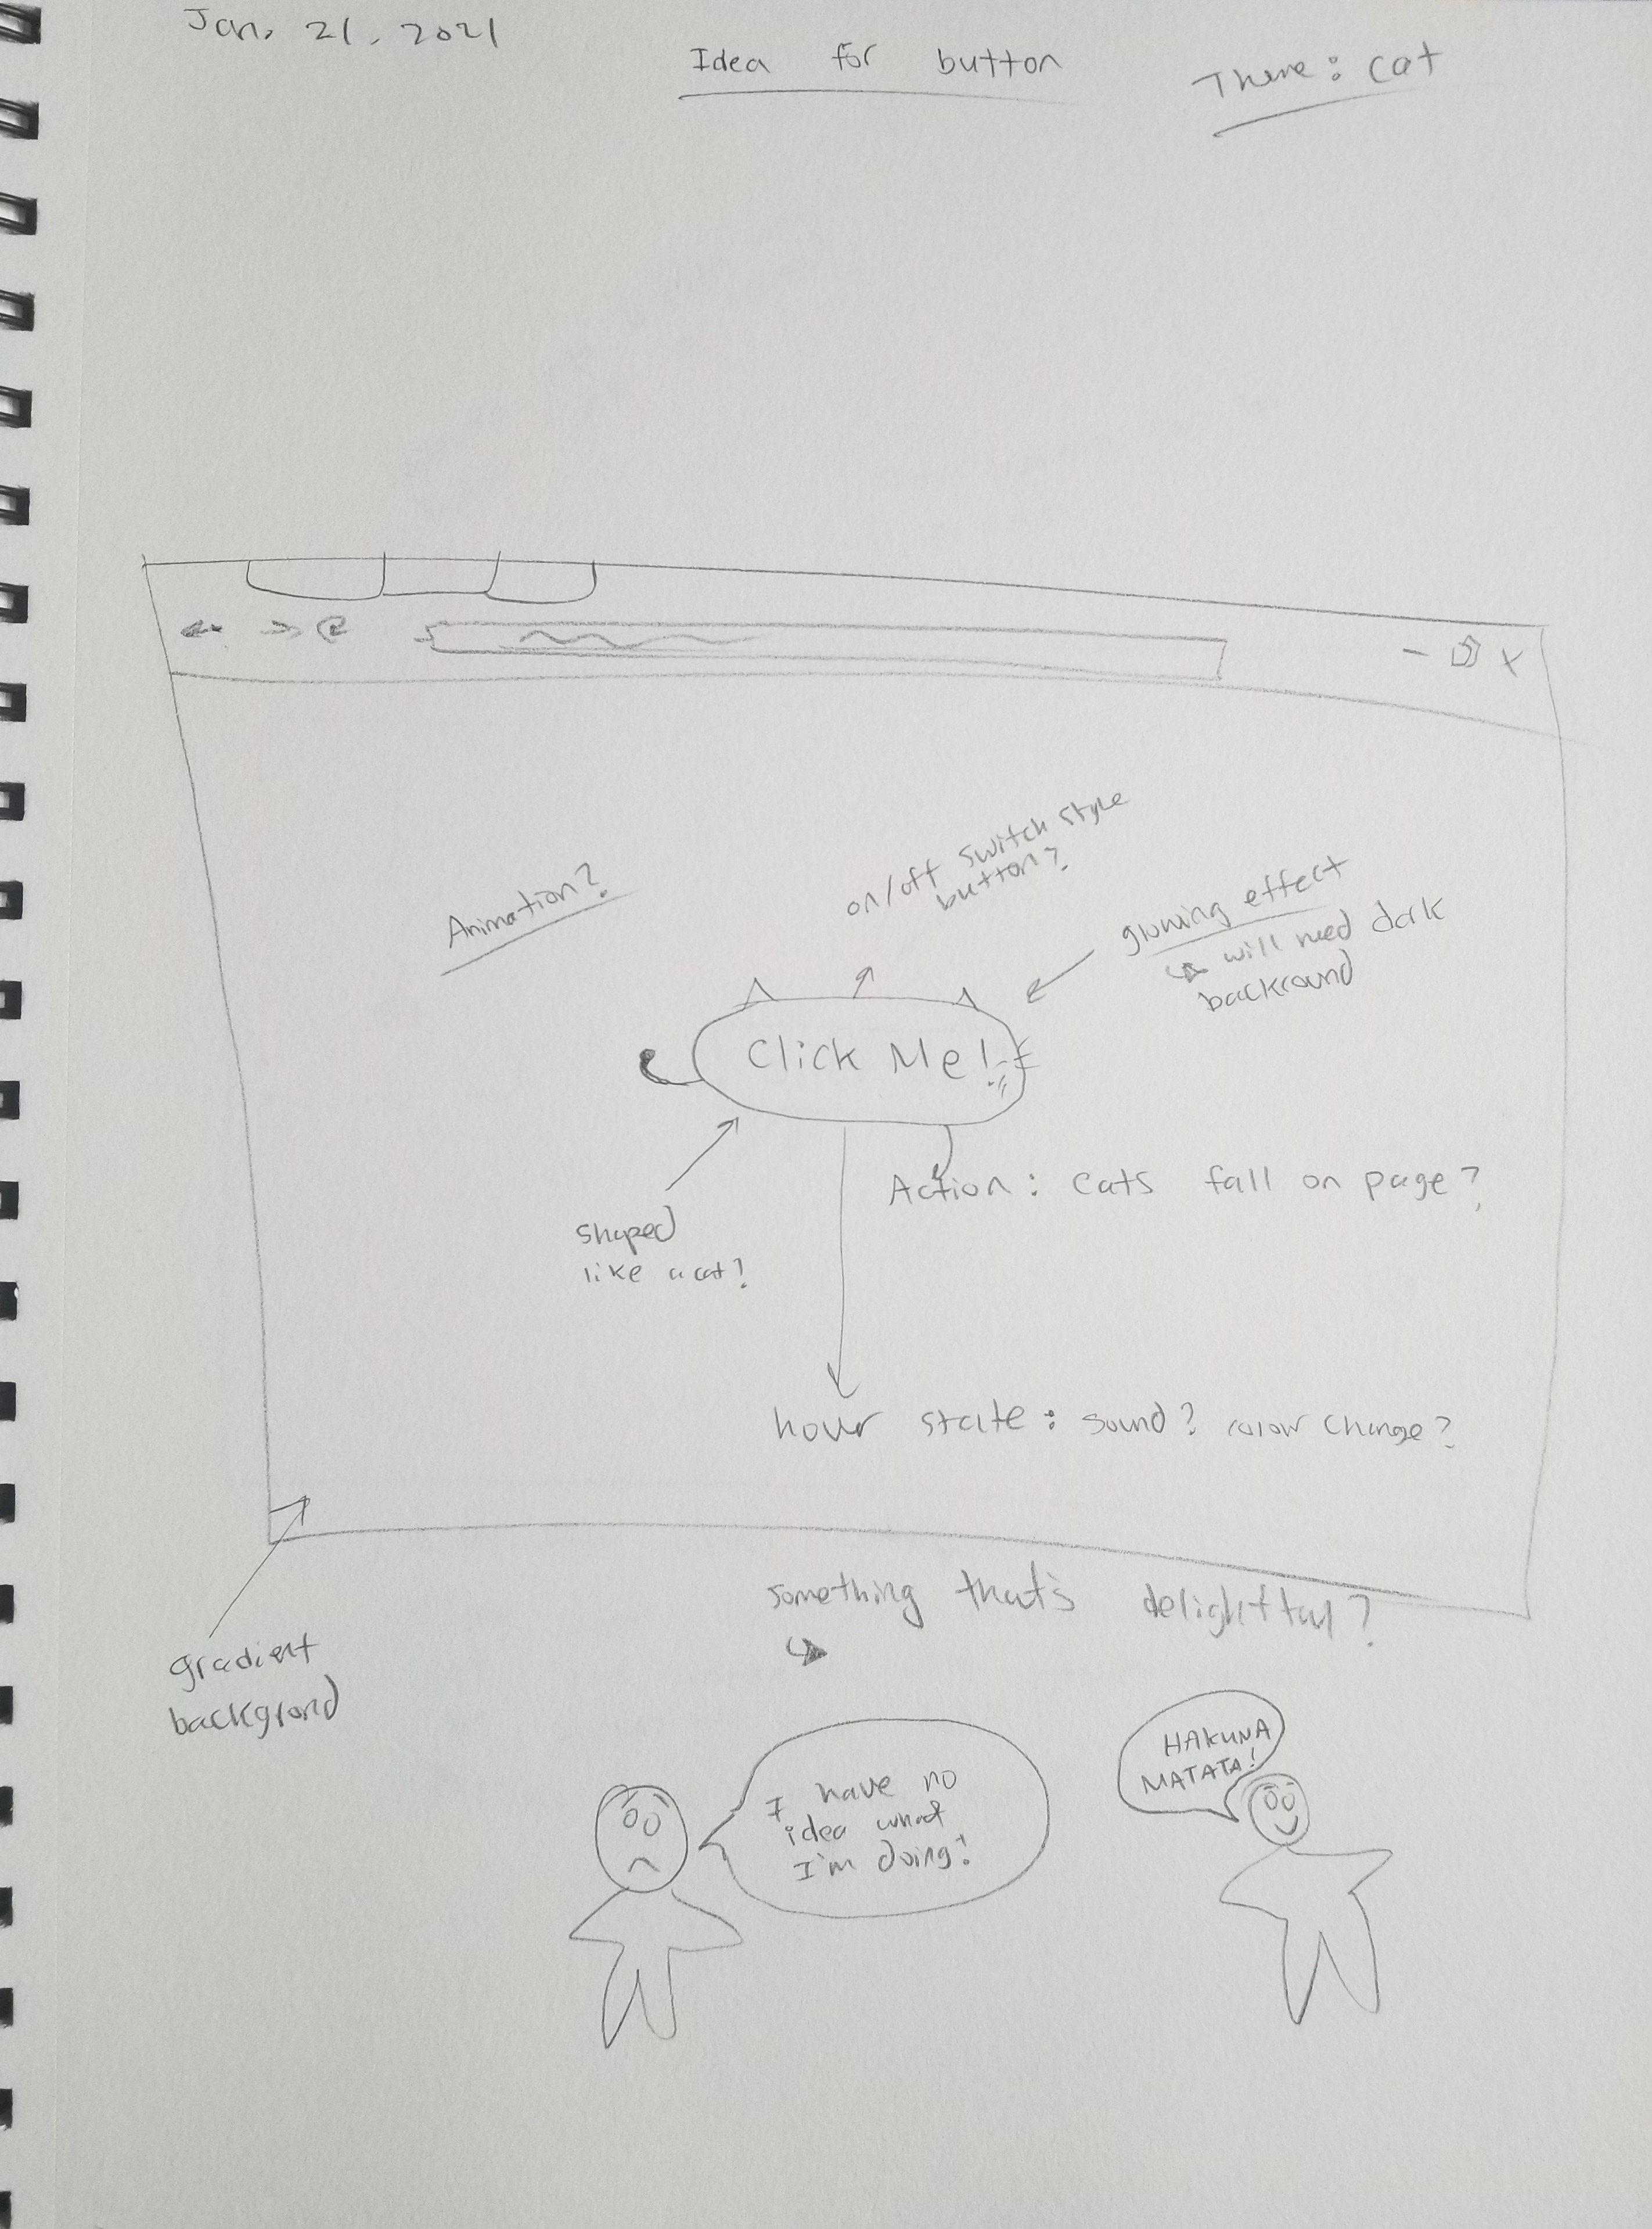 Jan. 21, 2021
Idea for button
Theme: cat
Animation?
on/off switch style
button?
glowing effect
will need dark
backround
Click Me!
shaped
like a cat?
Action: cats fall on page?
hover state: sound? color change?
something that's delightful?
gradient
backgrond
I have no
idea what
I'm doing!
HAKUNA
MATATA!